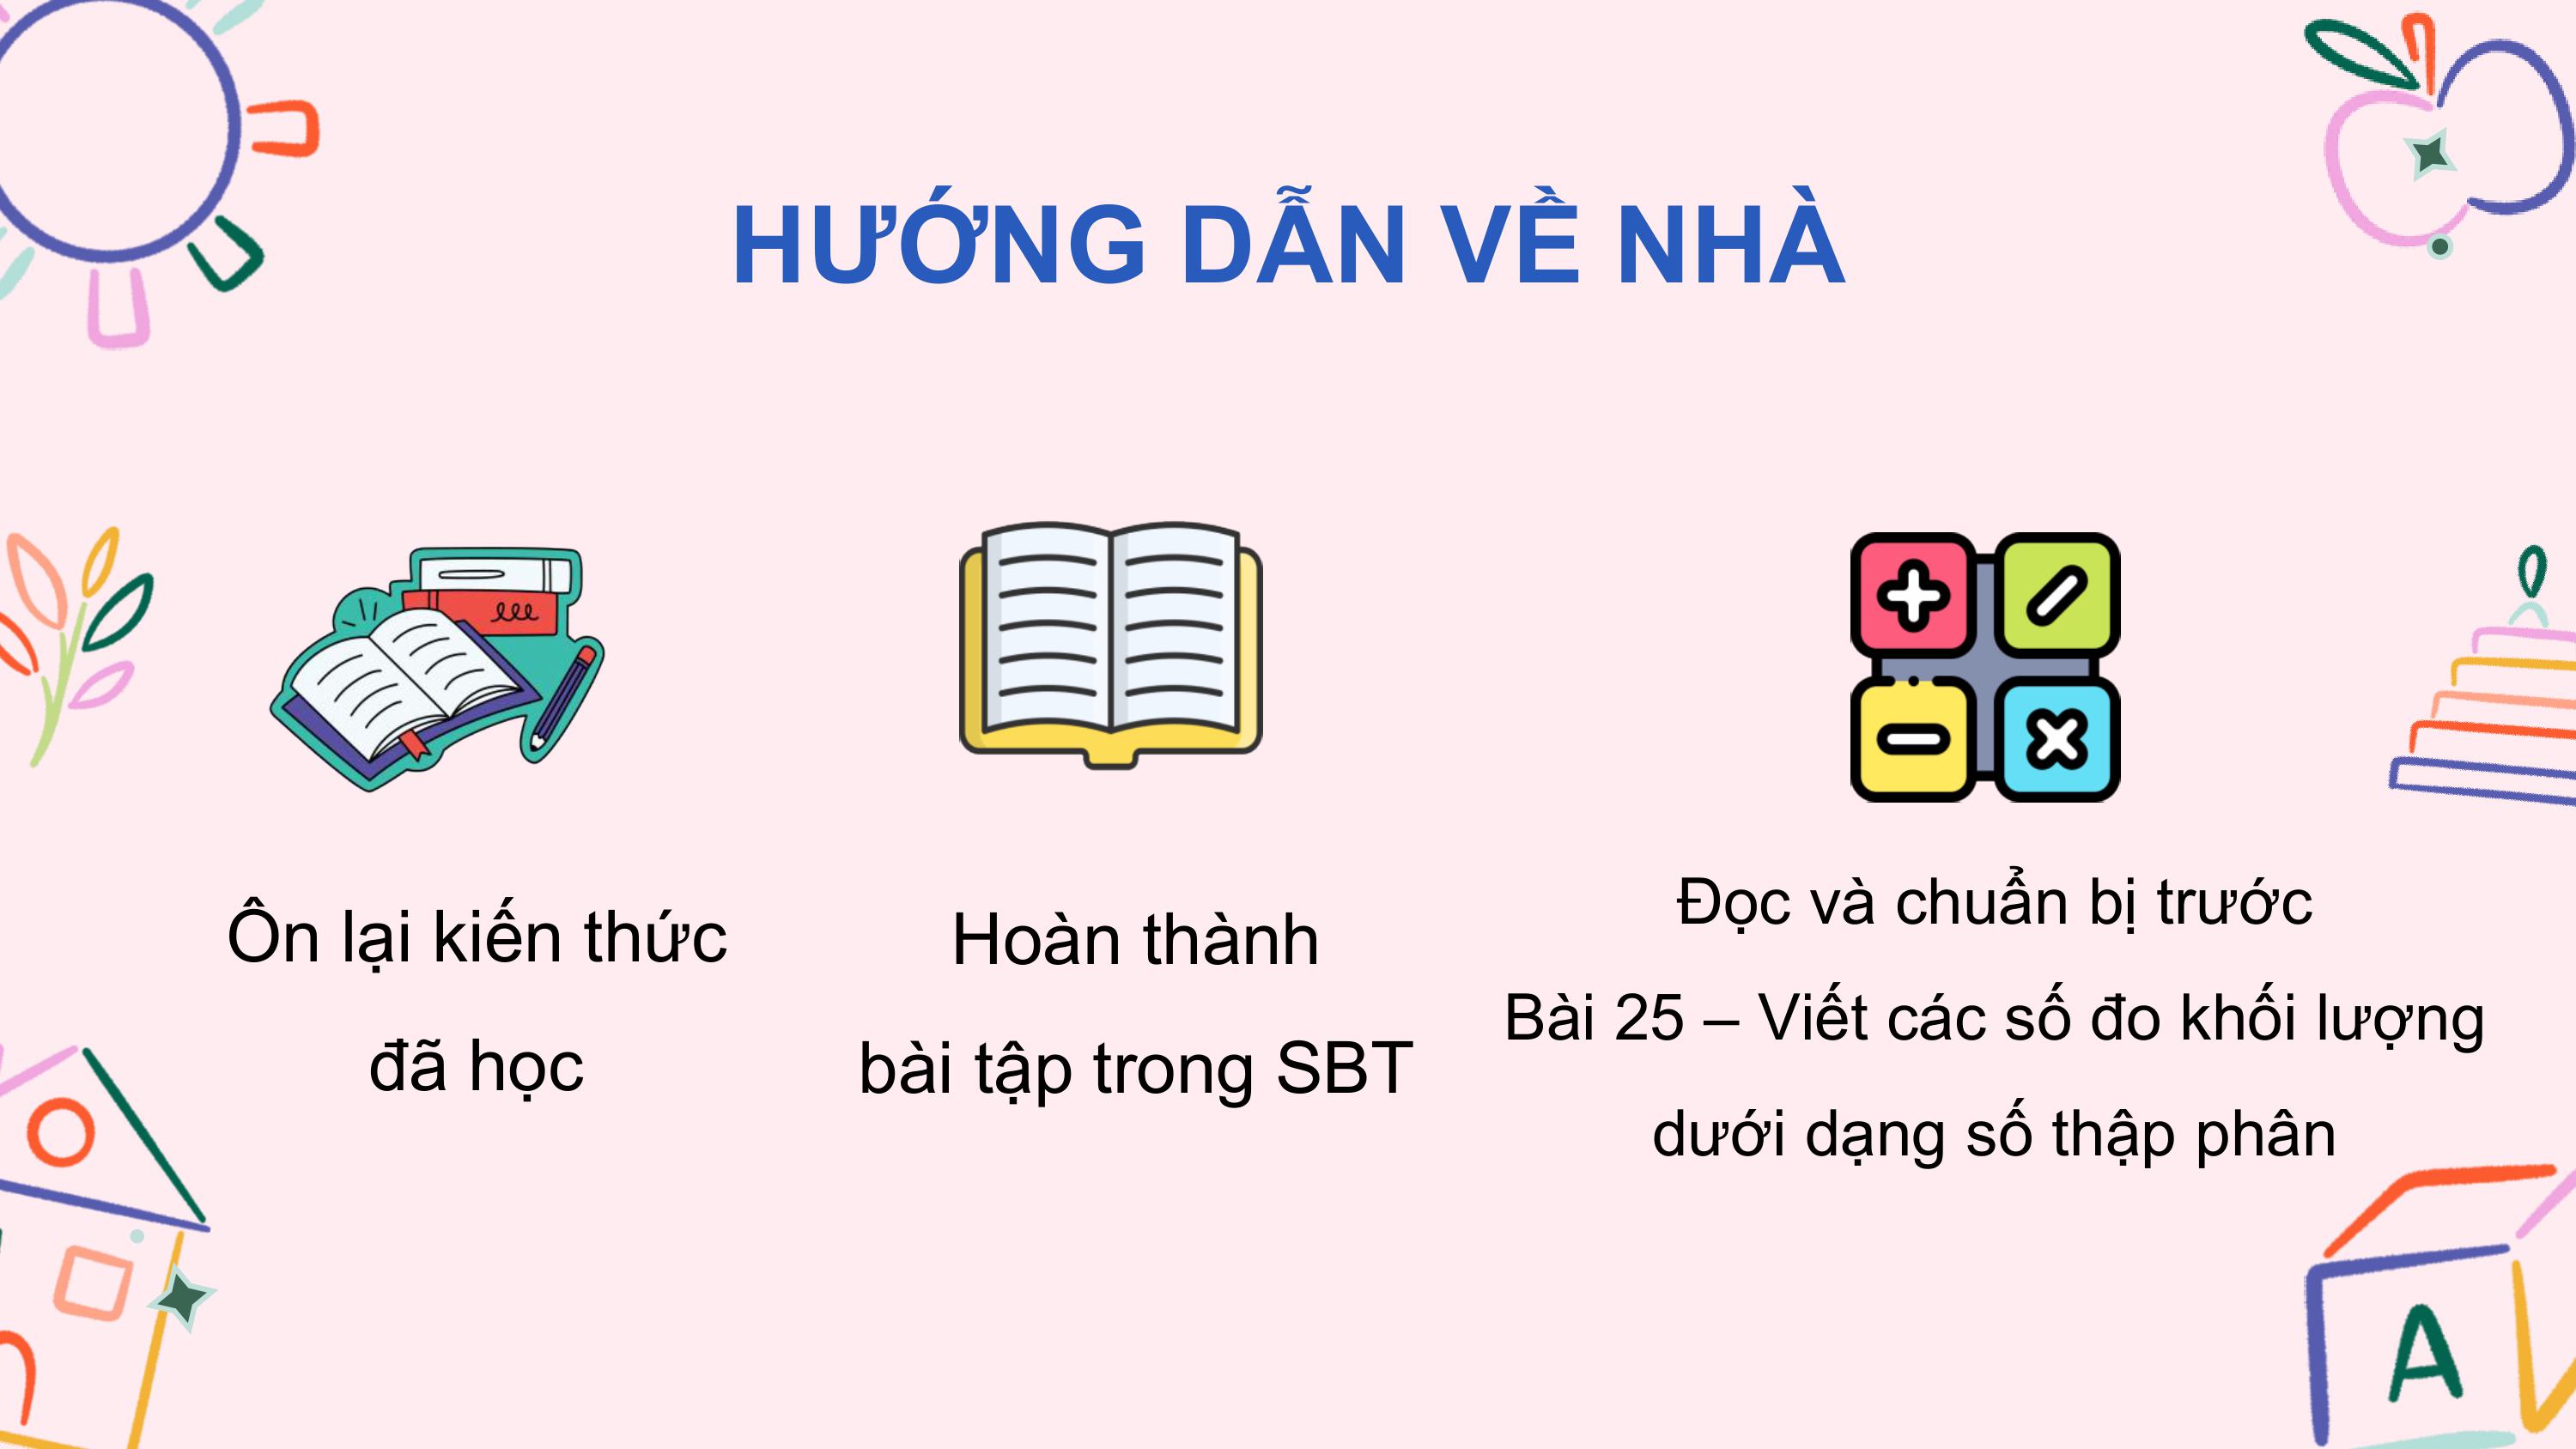 HƯỚNG DẪN VỀ NHÀ
Ôn lại kiến thức
đã học
Hoàn thành
bài tập trong SBT
Đọc và chuẩn bị trước
Bài 25 – Viết các số đo khối lượng
dưới dạng số thập phân
A